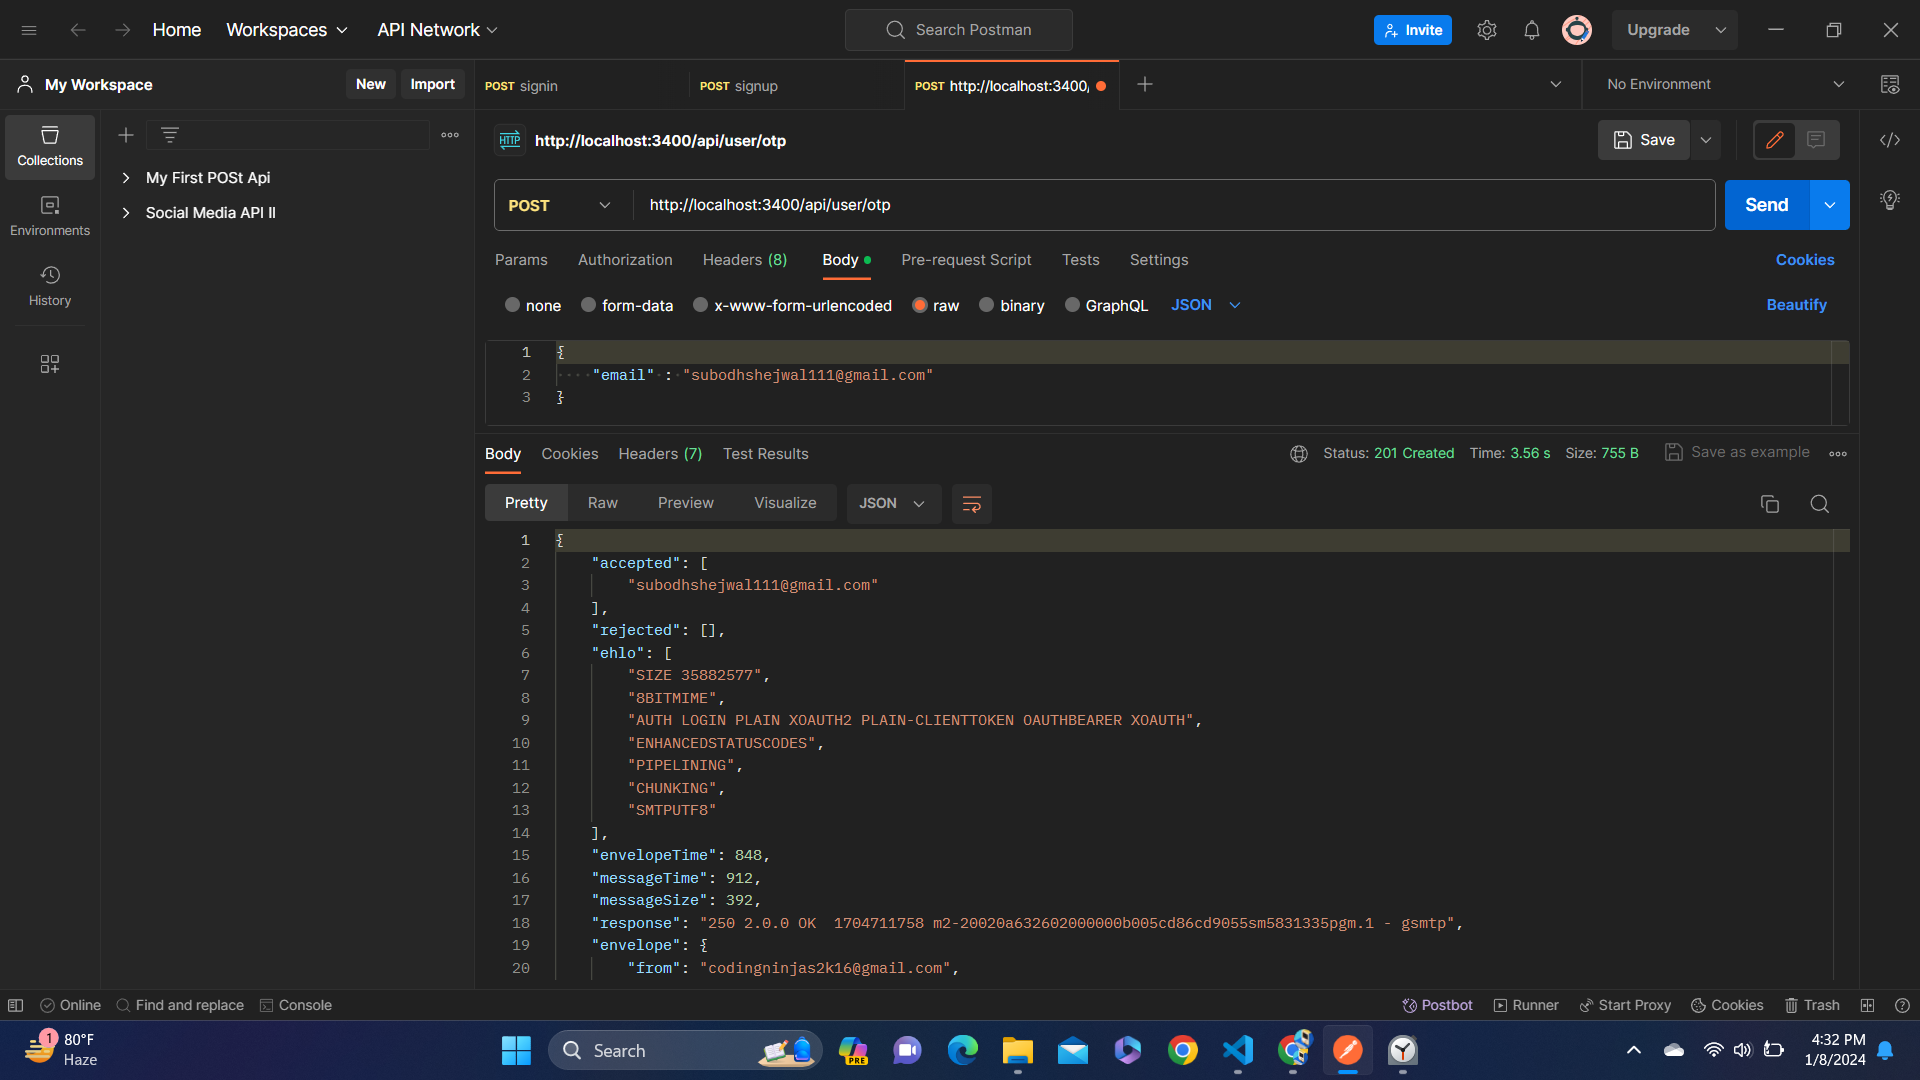 Home
Workspaces
API Network
Search Postman
Invite
Upgrade
My Workspace
New
Import
POST signin
POST signup
POST http://localhost:3400/
No Environment
HTTP
http://localhost:3400/api/user/otp
Save
Collections
Environments
History
My First POSt Api
Social Media API II
POST
http://localhost:3400/api/user/otp
Send
Params
Authorization
Headers (8)
Body
Pre-request Script
Tests
Settings
Cookies
none
form-data
x-www-form-urlencoded
raw
binary
GraphQL
JSON
Beautify
1 {
2 ····"email"·:·"subodhshejwal111@gmail.com"
3 }
Body
Cookies
Headers (7)
Test Results
Status: 201 Created
Time: 3.56 s
Size: 755 B
Save as example
Pretty
Raw
Preview
Visualize
JSON
1 {
2 "accepted": [
3 "subodhshejwal111@gmail.com"
4 ],
5 "rejected": [],
6 "ehlo": [
7 "SIZE 35882577",
8 "8BITMIME",
9 "AUTH LOGIN PLAIN XOAUTH2 PLAIN-CLIENTTOKEN OAUTHBEARER XOAUTH",
10 "ENHANCEDSTATUSCODES",
11 "PIPELINING",
12 "CHUNKING",
13 "SMTPUTF8"
14 ],
15 "envelopeTime": 848,
16 "messageTime": 912,
17 "messageSize": 392,
18 "response": "250 2.0.0 OK  1704711758 m2-20020a632602000000b005cd86cd9055sm5831335pgm.1 - gsmtp",
19 "envelope": {
20 "from": "codingninjas2k16@gmail.com",
Online
Find and replace
Console
Postbot
Runner
Start Proxy
Cookies
Trash
1
80°F
Haze
Search
PRE
4:32 PM
1/8/2024